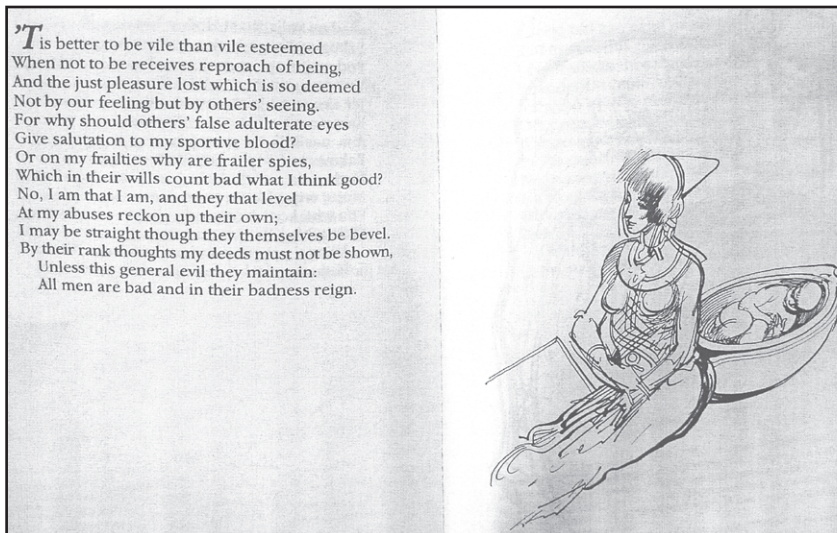 'Tis better to be vile than vile esteemed
When not to be receives reproach of being,
And the just pleasure lost which is so deemed
Not by our feeling but by others' seeing.
For why should others' false adulterate eyes
Give salutation to my sportive blood?
Or on my frailties why are frailer spies,
Which in their wills count bad what I think good?
No, I am that I am, and they that level
At my abuses reckon up their own;
I may be straight though they themselves be bevel.
By their rank thoughts my deeds must not be shown,
Unless this general evil they maintain:
All men are bad and in their badness reign.